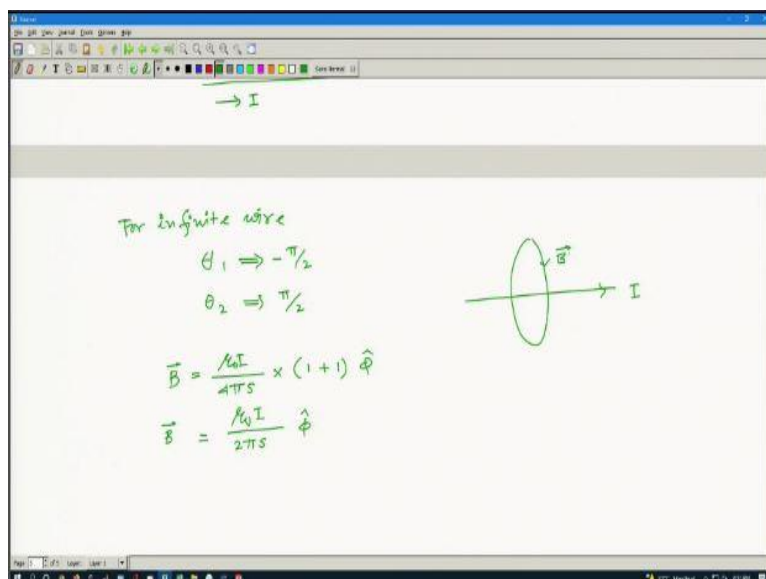 → I
For infinite wire
θ₁ ⟹ -π/2
θ₂ ⟹ π/2
B⃗ = μ₀I/4πs × (1 + 1) φ̂
B⃗ = μ₀I/2πs φ̂
B⃗
I